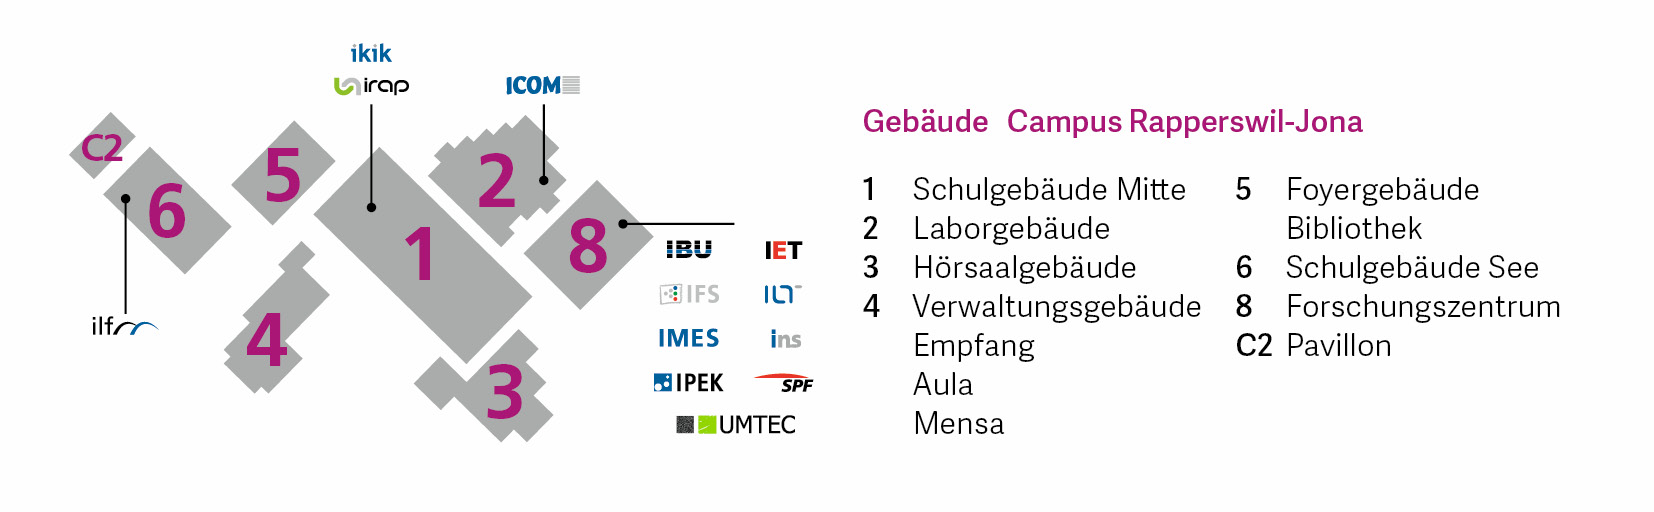 ikik
irap
ICOM
C2
5
2
6
1
8
4
3
ilf
IBU IET
IFS ILT
IMES ins
IPEK SPF
UMTEC
Gebäude Campus Rapperswil-Jona
1 Schulgebäude Mitte
2 Laborgebäude
3 Hörsaalgebäude
4 Verwaltungsgebäude
Empfang
Aula
Mensa
5 Foyergebäude
Bibliothek
6 Schulgebäude See
8 Forschungszentrum
C2 Pavillon